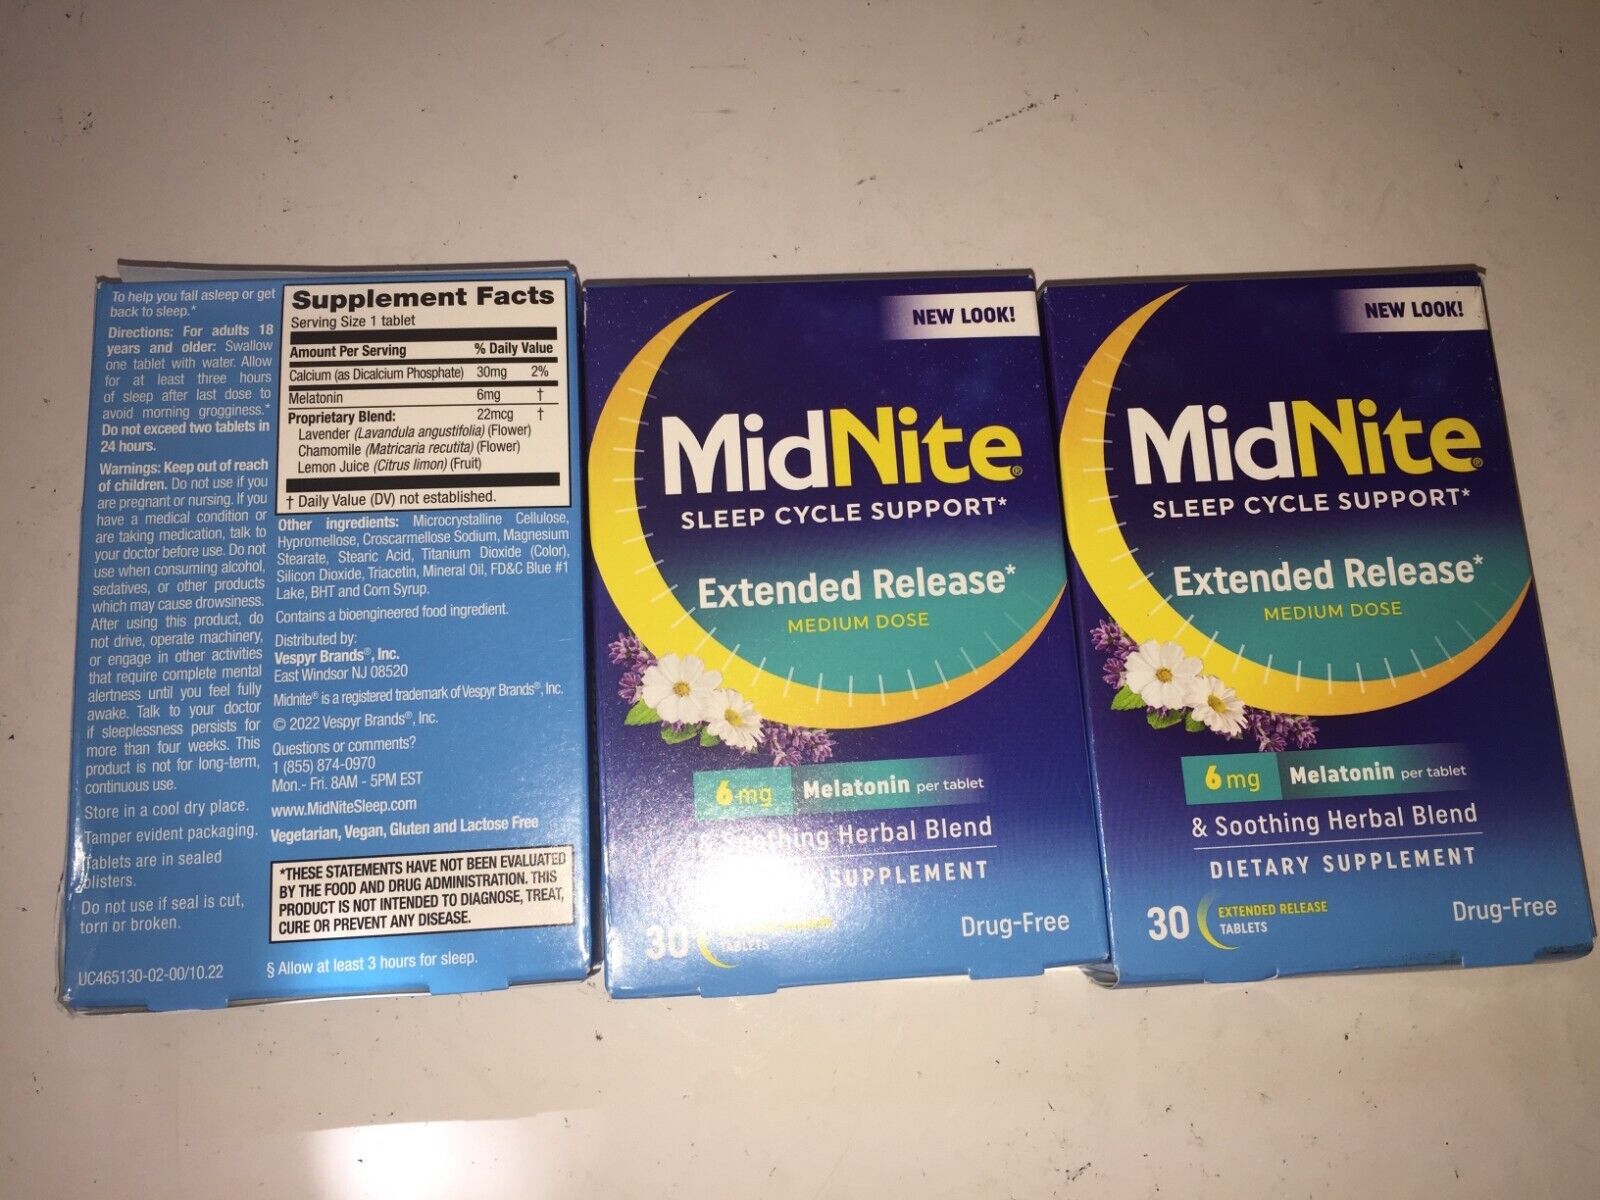 To help you fall asleep or get
back to sleep.*
Directions: For adults 18
years and older: Swallow
one tablet with water. Allow
for at least three hours
of sleep after last dose to
avoid morning grogginess.*
Do not exceed two tablets in
24 hours.
Warnings: Keep out of reach
of children. Do not use if you
are pregnant or nursing. If you
have a medical condition or
are taking medication, talk to
your doctor before use. Do not
use when consuming alcohol,
sedatives, or other products
which may cause drowsiness.
After using this product, do
not drive, operate machinery,
or engage in other activities
that require complete mental
alertness until you feel fully
awake. Talk to your doctor
if sleeplessness persists for
more than four weeks. This
product is not for long-term,
continuous use.
Store in a cool dry place.
Tamper evident packaging.
Tablets are in sealed
blisters.
Do not use if seal is cut,
torn or broken.
UC465130-02-00/10.22
Supplement Facts
Serving Size 1 tablet
Amount Per Serving % Daily Value
Calcium (as Dicalcium Phosphate) 30mg 2%
Melatonin 6mg †
Proprietary Blend: 22mcg †
Lavender (Lavandula angustifolia) (Flower)
Chamomile (Matricaria recutita) (Flower)
Lemon Juice (Citrus limon) (Fruit)
† Daily Value (DV) not established.
Other ingredients: Microcrystalline Cellulose,
Hypromellose, Croscarmellose Sodium, Magnesium
Stearate, Stearic Acid, Titanium Dioxide (Color),
Silicon Dioxide, Triacetin, Mineral Oil, FD&C Blue #1
Lake, BHT and Corn Syrup.
Contains a bioengineered food ingredient.
Distributed by:
Vespyr Brands®, Inc.
East Windsor NJ 08520
Midnite® is a registered trademark of Vespyr Brands®, Inc.
© 2022 Vespyr Brands®, Inc.
Questions or comments?
1 (855) 874-0970
Mon.- Fri. 8AM - 5PM EST
www.MidNiteSleep.com
Vegetarian, Vegan, Gluten and Lactose Free
*THESE STATEMENTS HAVE NOT BEEN EVALUATED
BY THE FOOD AND DRUG ADMINISTRATION. THIS
PRODUCT IS NOT INTENDED TO DIAGNOSE, TREAT,
CURE OR PREVENT ANY DISEASE.
§ Allow at least 3 hours for sleep.
NEW LOOK!
MidNite®
SLEEP CYCLE SUPPORT*
Extended Release*
MEDIUM DOSE
6mg Melatonin per tablet
& Soothing Herbal Blend
SUPPLEMENT
30
TABLETS
Drug-Free
NEW LOOK!
MidNite®
SLEEP CYCLE SUPPORT*
Extended Release*
MEDIUM DOSE
6mg Melatonin per tablet
& Soothing Herbal Blend
DIETARY SUPPLEMENT
30 EXTENDED RELEASE
TABLETS
Drug-Free